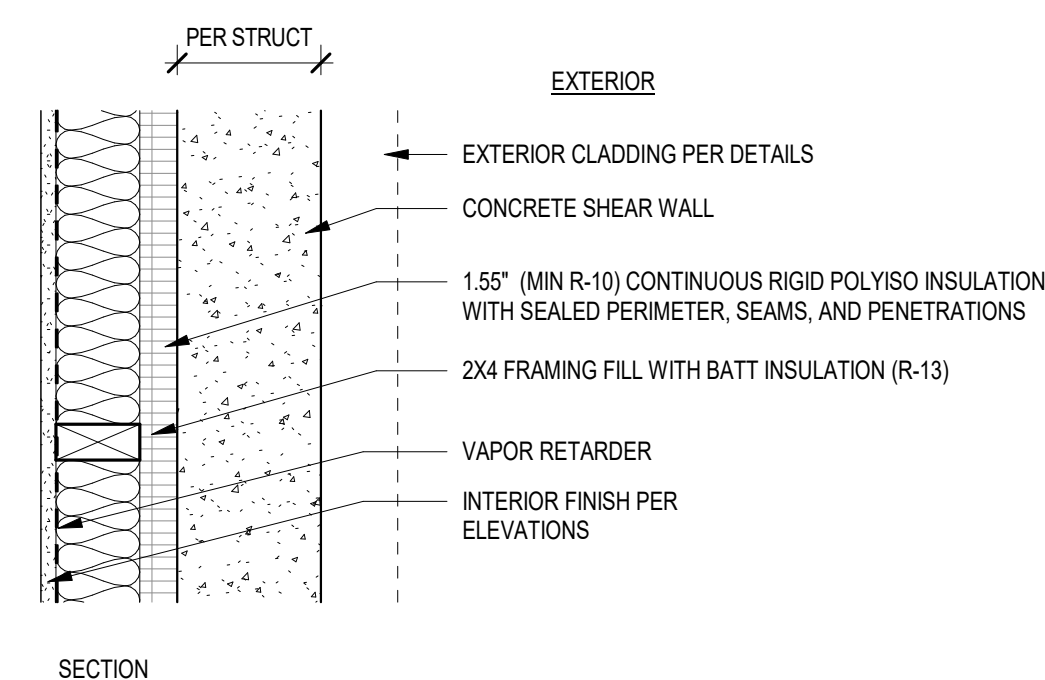 PER STRUCT
EXTERIOR
EXTERIOR CLADDING PER DETAILS
CONCRETE SHEAR WALL
1.55" (MIN R-10) CONTINUOUS RIGID POLYISO INSULATION
WITH SEALED PERIMETER, SEAMS, AND PENETRATIONS
2X4 FRAMING FILL WITH BATT INSULATION (R-13)
VAPOR RETARDER
INTERIOR FINISH PER
ELEVATIONS
SECTION